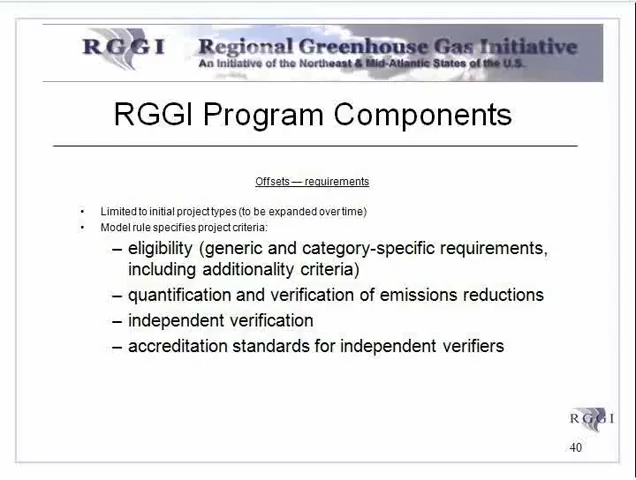 RGGI Regional Greenhouse Gas Initiative
An Initiative of the Northeast & Mid-Atlantic States of the U.S.
RGGI Program Components
Offsets — requirements
• Limited to initial project types (to be expanded over time)
• Model rule specifies project criteria:
– eligibility (generic and category-specific requirements,
including additionality criteria)
– quantification and verification of emissions reductions
– independent verification
– accreditation standards for independent verifiers
RGGI
40